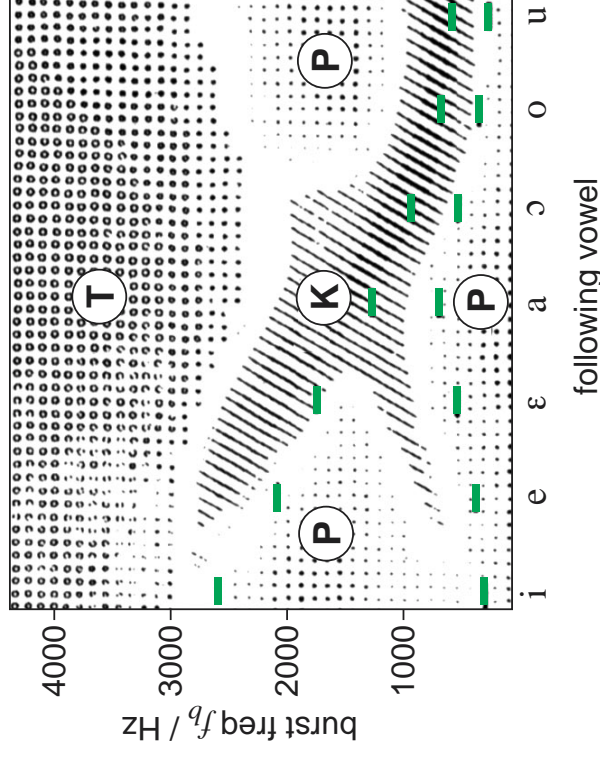 4000
3000
2000
1000
burst freq f_b / Hz
T
K
P
P
P
i e ɛ a ɔ o u
following vowel